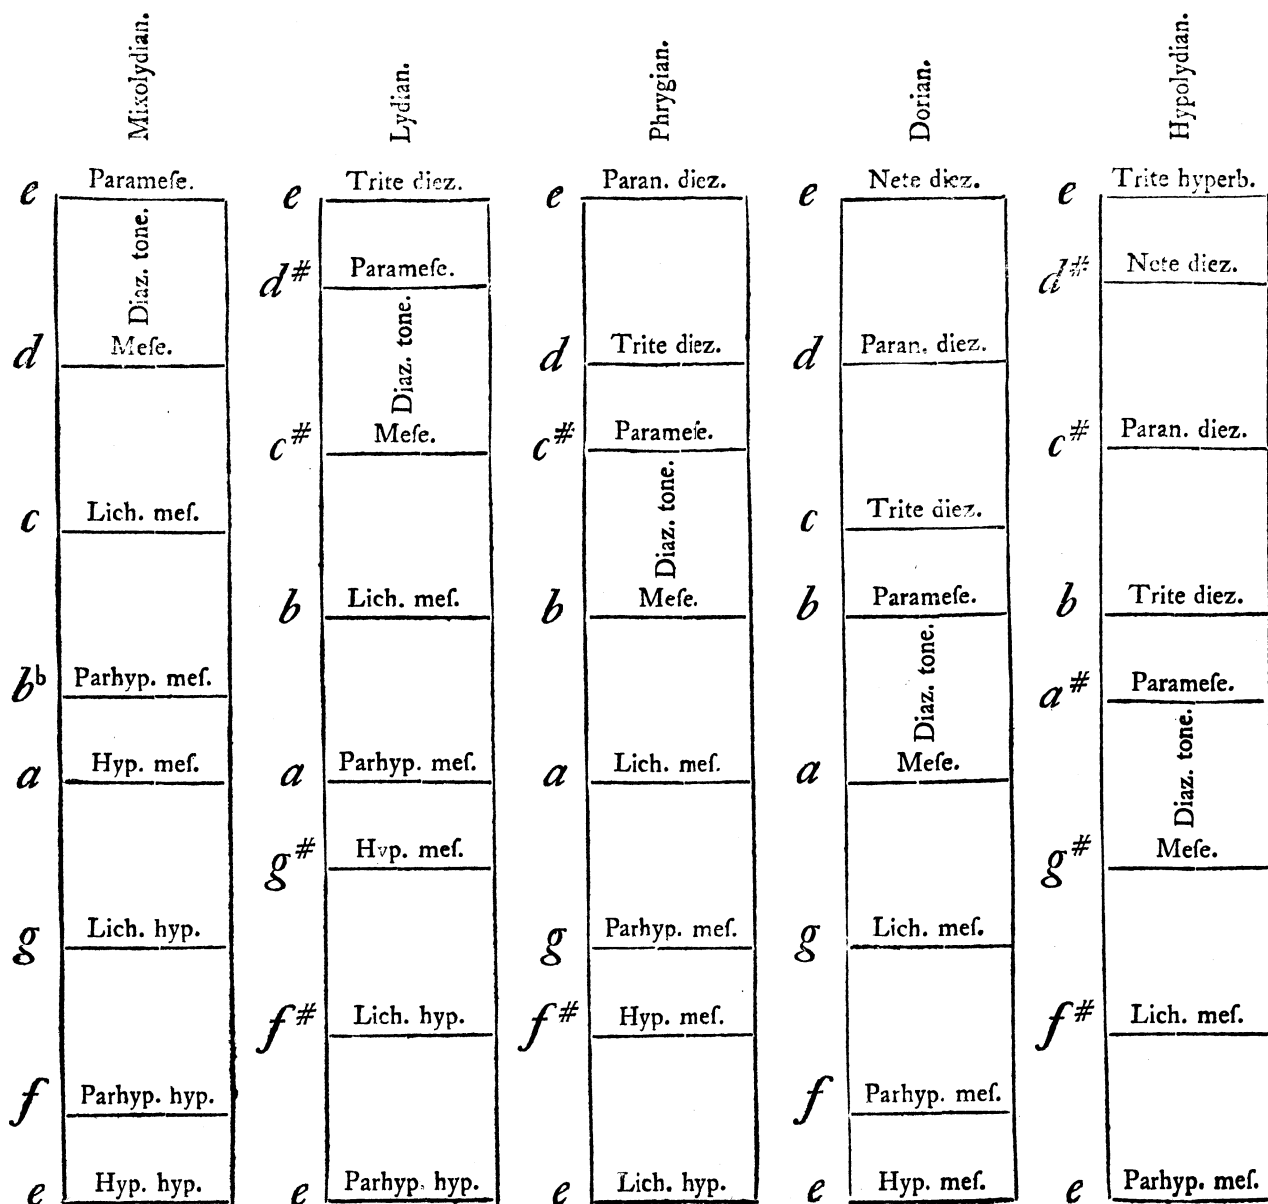 Mixolydian.
e Parameſe.
Diaz. tone.
d Meſe.
c Lich. meſ.
bᵇ Parhyp. meſ.
a Hyp. meſ.
g Lich. hyp.
f Parhyp. hyp.
e Hyp. hyp.
Lydian.
e Trite diez.
d# Parameſe.
Diaz. tone.
c# Meſe.
b Lich. meſ.
a Parhyp. meſ.
g# Hyp. meſ.
f# Lich. hyp.
e Parhyp. hyp.
Phrygian.
e Paran. diez.
d Trite diez.
c# Parameſe.
Diaz. tone.
b Meſe.
a Lich. meſ.
g Parhyp. meſ.
f# Hyp. meſ.
e Lich. hyp.
Dorian.
e Nete diez.
d Paran. diez.
c Trite diez.
b Parameſe.
Diaz. tone.
a Meſe.
g Lich. meſ.
f Parhyp. meſ.
e Hyp. meſ.
Hypolydian.
e Trite hyperb.
d# Nete diez.
c# Paran. diez.
b Trite diez.
a# Parameſe.
Diaz. tone.
g# Meſe.
f# Lich. meſ.
e Parhyp. meſ.